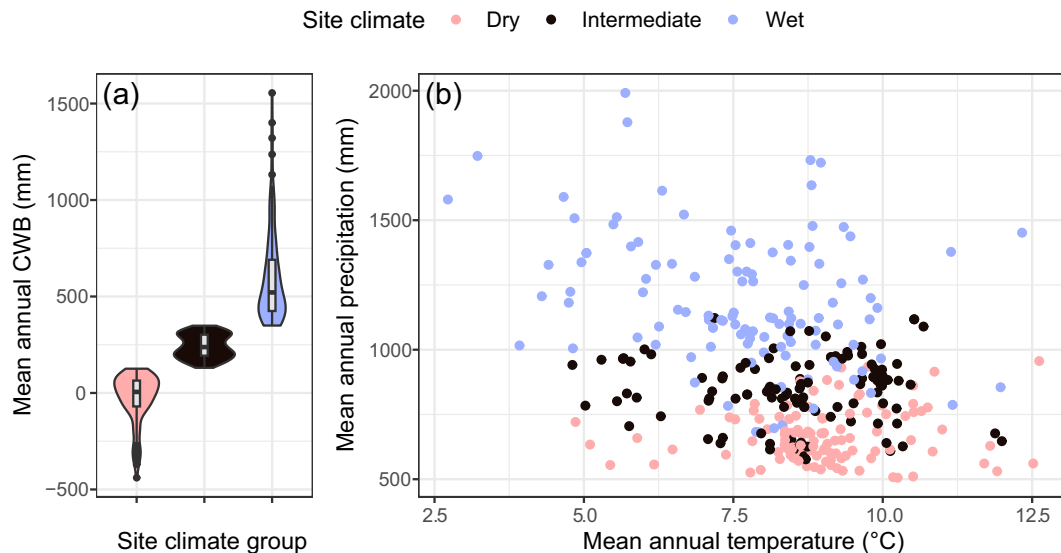 Site climate Dry Intermediate Wet
(a)
Mean annual CWB (mm)
1500
1000
500
0
−500
Site climate group
(b)
Mean annual precipitation (mm)
2000
1500
1000
500
2.5 5.0 7.5 10.0 12.5
Mean annual temperature (°C)